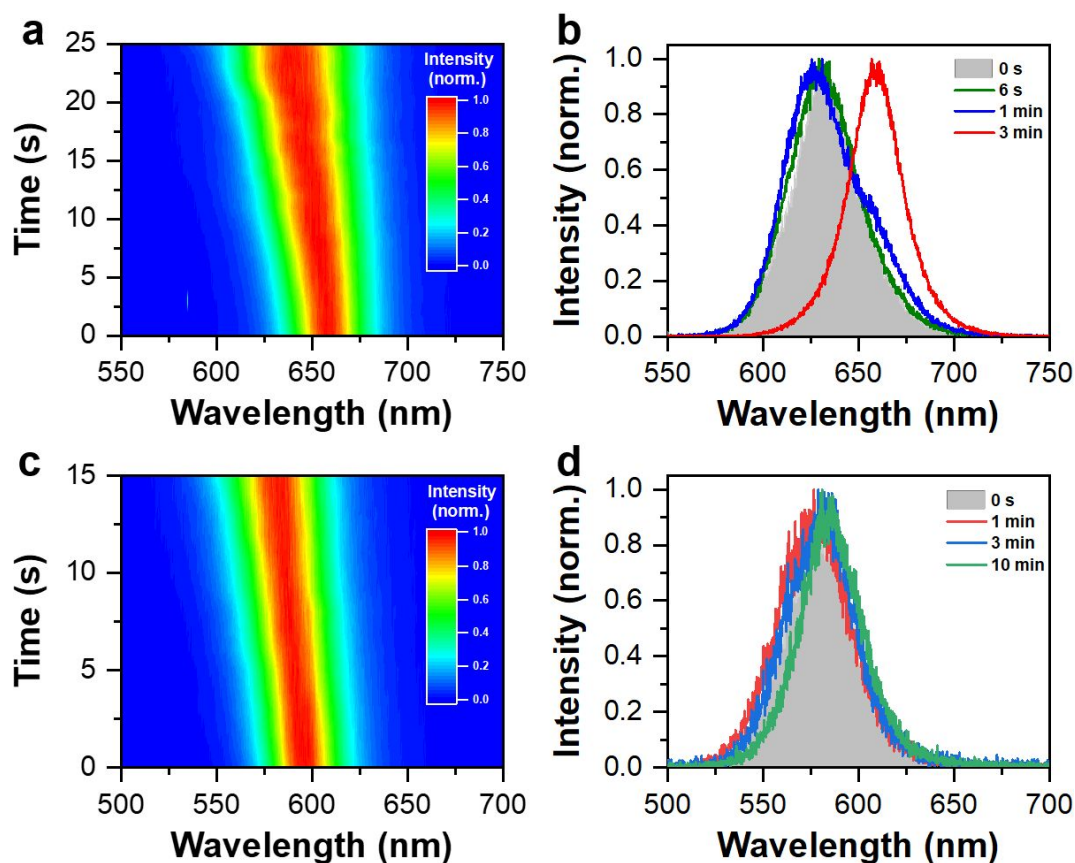 a
25
20
15
10
5
0
Time (s)
550 600 650 700 750
Wavelength (nm)
Intensity
(norm.)
1.0
0.8
0.6
0.4
0.2
0.0
b
1.0
0.8
0.6
0.4
0.2
0.0
Intensity (norm.)
550 600 650 700 750
Wavelength (nm)
0 s
6 s
1 min
3 min
c
15
10
5
0
Time (s)
500 550 600 650 700
Wavelength (nm)
Intensity
(norm.)
1.0
0.8
0.6
0.4
0.2
0.0
d
1.0
0.8
0.6
0.4
0.2
0.0
Intensity (norm.)
500 550 600 650 700
Wavelength (nm)
0 s
1 min
3 min
10 min